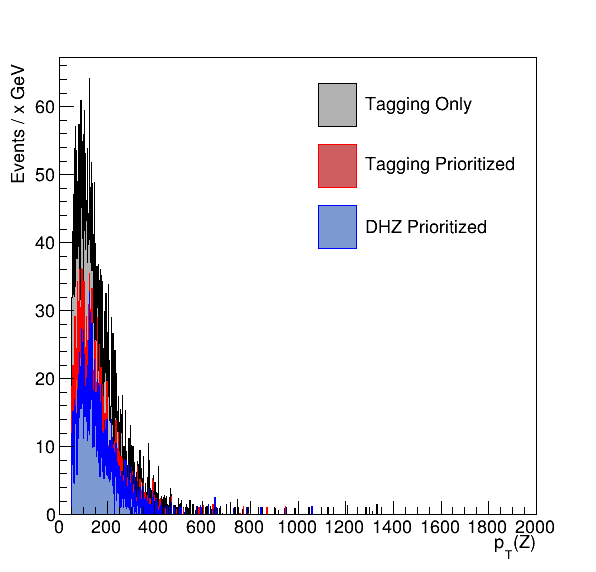 Events / x GeV
60
50
40
30
20
10
0
Tagging Only
Tagging Prioritized
DHZ Prioritized
0 200 400 600 800 1000 1200 1400 1600 1800 2000
p_T(Z)